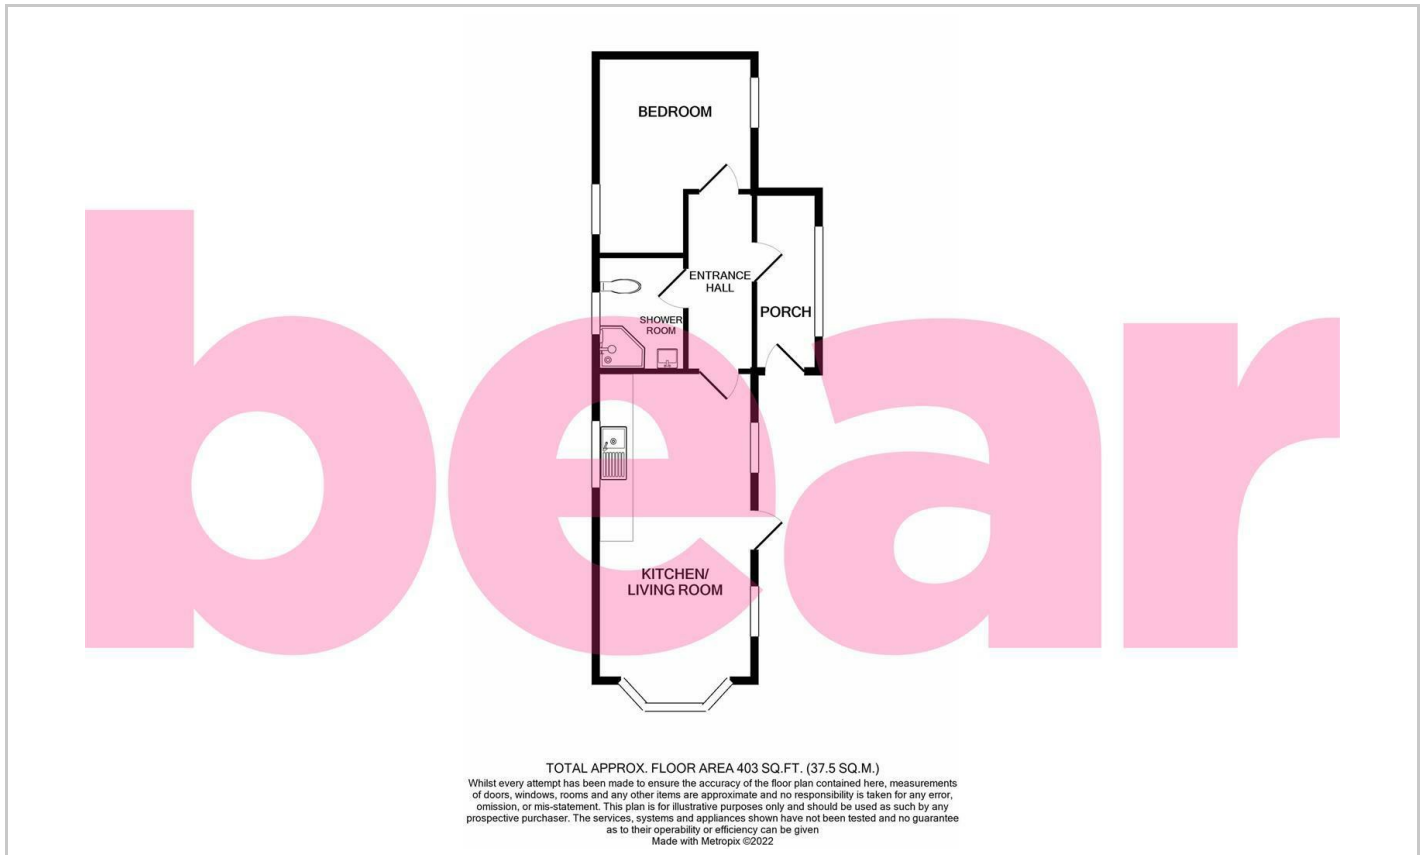 BEDROOM
ENTRANCE
HALL
SHOWER
ROOM
PORCH
bear
KITCHEN/
LIVING ROOM
TOTAL APPROX. FLOOR AREA 403 SQ.FT. (37.5 SQ.M.)
Whilst every attempt has been made to ensure the accuracy of the floor plan contained here, measurements
of doors, windows, rooms and any other items are approximate and no responsibility is taken for any error,
omission, or mis-statement. This plan is for illustrative purposes only and should be used as such by any
prospective purchaser. The services, systems and appliances shown have not been tested and no guarantee
as to their operability or efficiency can be given
Made with Metropix ©2022